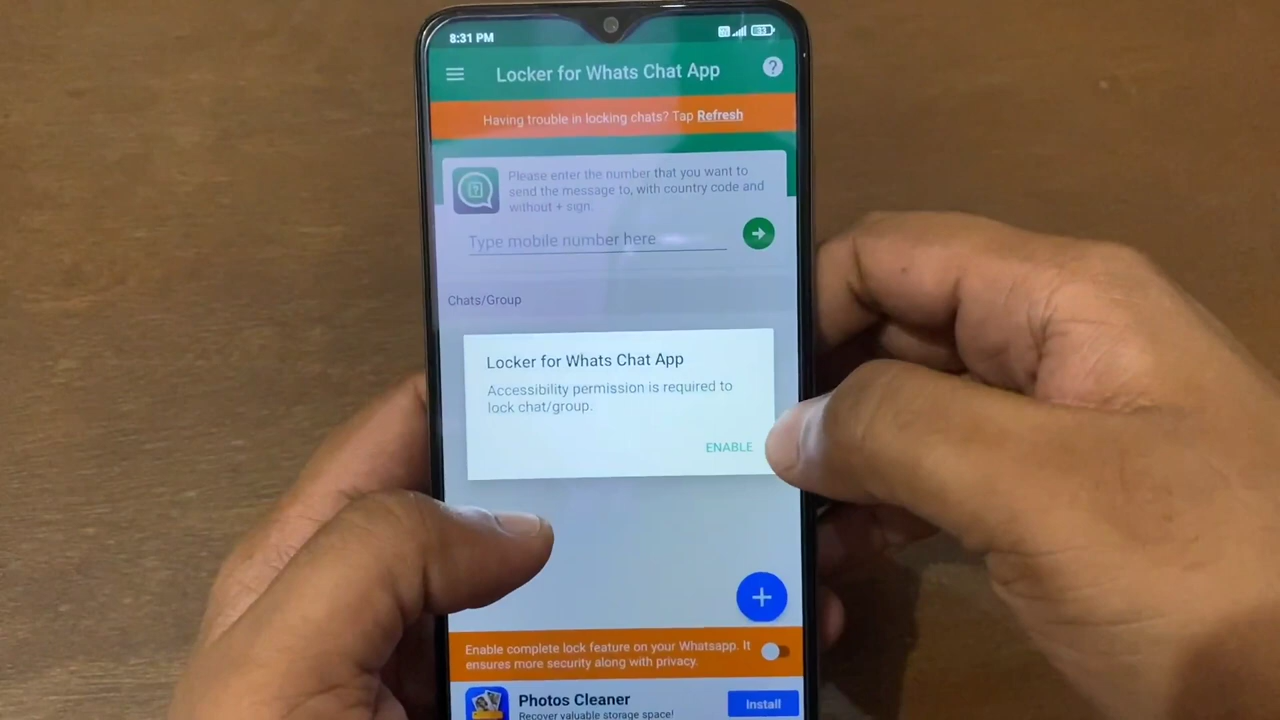 8:31 PM
53
Locker for Whats Chat App
?
Having trouble in locking chats? Tap Refresh
Please enter the number that you want to
send the message to, with country code and
without + sign.
Type mobile number here
Chats/Group
Locker for Whats Chat App
Accessibility permission is required to
lock chat/group.
ENABLE
+
Enable complete lock feature on your Whatsapp. It
ensures more security along with privacy.
Photos Cleaner
Recover valuable storage space!
Install